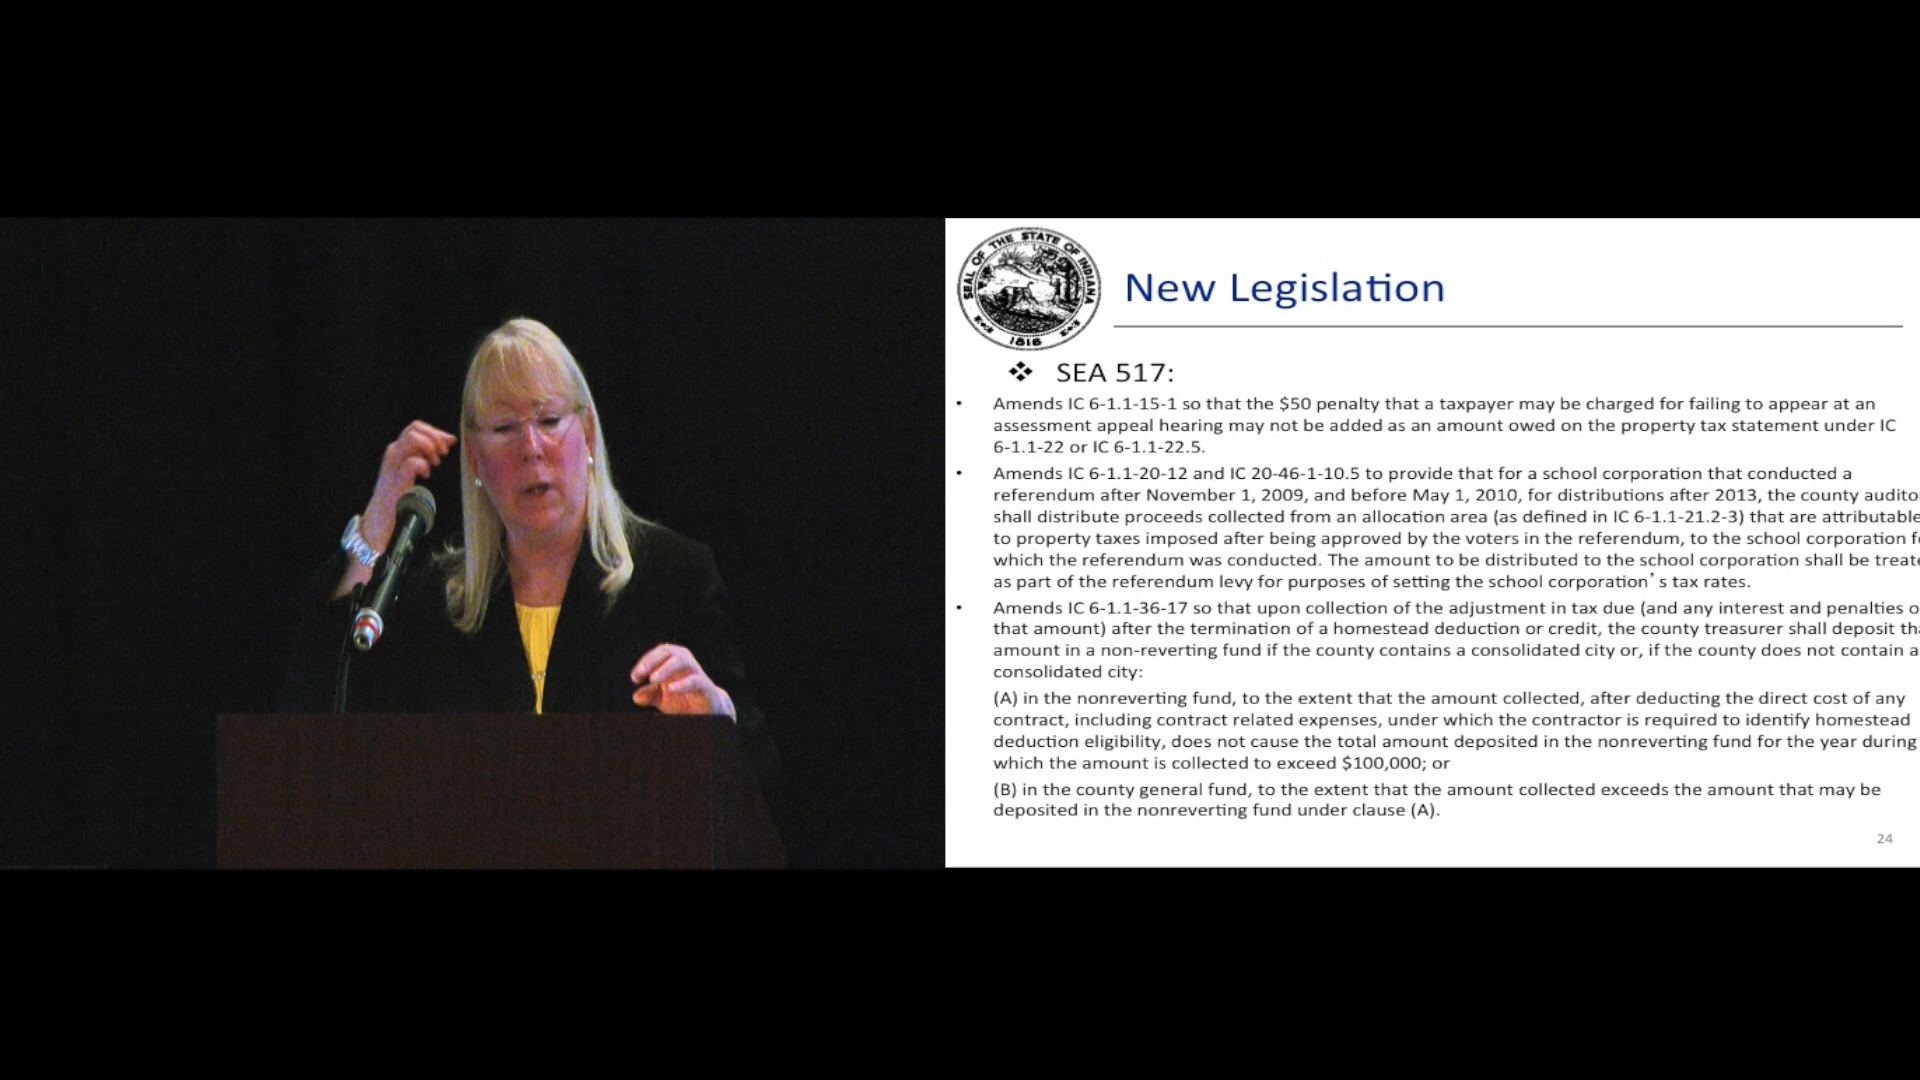 SEAL OF THE STATE OF INDIANA
1816
New Legislation
❖ SEA 517:
• Amends IC 6-1.1-15-1 so that the $50 penalty that a taxpayer may be charged for failing to appear at an
assessment appeal hearing may not be added as an amount owed on the property tax statement under IC
6-1.1-22 or IC 6-1.1-22.5.
• Amends IC 6-1.1-20-12 and IC 20-46-1-10.5 to provide that for a school corporation that conducted a
referendum after November 1, 2009, and before May 1, 2010, for distributions after 2013, the county audito
shall distribute proceeds collected from an allocation area (as defined in IC 6-1.1-21.2-3) that are attributable
to property taxes imposed after being approved by the voters in the referendum, to the school corporation f
which the referendum was conducted. The amount to be distributed to the school corporation shall be treate
as part of the referendum levy for purposes of setting the school corporation's tax rates.
• Amends IC 6-1.1-36-17 so that upon collection of the adjustment in tax due (and any interest and penalties o
that amount) after the termination of a homestead deduction or credit, the county treasurer shall deposit tha
amount in a non-reverting fund if the county contains a consolidated city or, if the county does not contain a
consolidated city:
(A) in the nonreverting fund, to the extent that the amount collected, after deducting the direct cost of any
contract, including contract related expenses, under which the contractor is required to identify homestead
deduction eligibility, does not cause the total amount deposited in the nonreverting fund for the year during
which the amount is collected to exceed $100,000; or
(B) in the county general fund, to the extent that the amount collected exceeds the amount that may be
deposited in the nonreverting fund under clause (A).
24